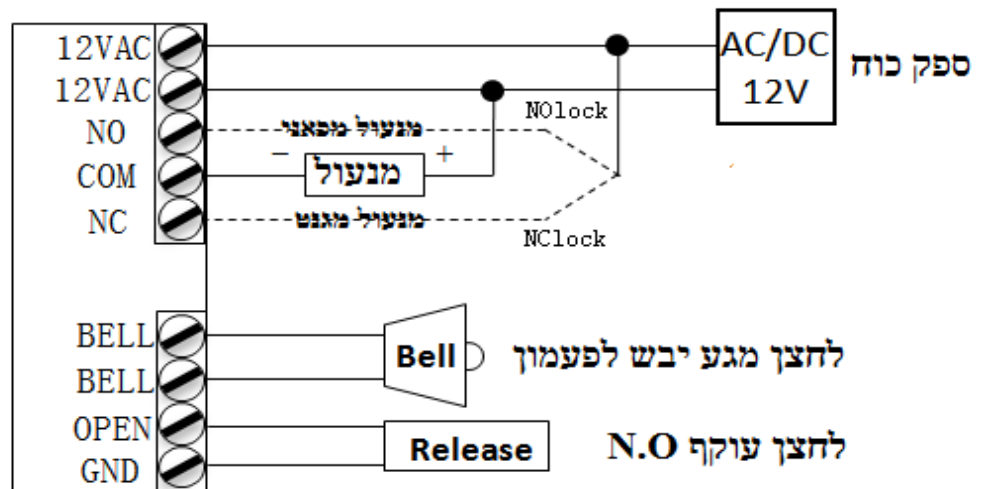 12VAC
12VAC
NO
COM
NC
מנעול מפאני
- מנעול +
מנעול מגנט
NOlock
NClock
AC/DC
12V
ספק כוח
BELL
BELL
OPEN
GND
Bell
לחצן מגע יבש לפעמון
Release
לחצן עוקף N.O